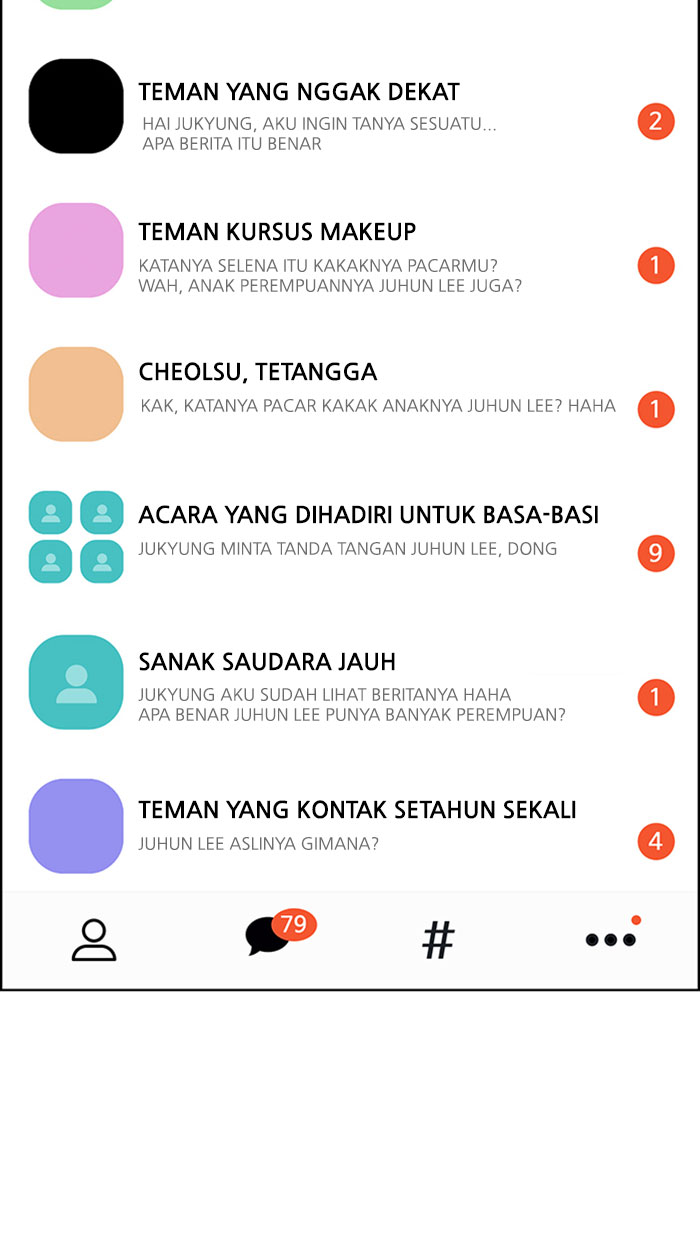 TEMAN YANG NGGAK DEKAT
HAI JUKYUNG, AKU INGIN TANYA SESUATU...
APA BERITA ITU BENAR
2
TEMAN KURSUS MAKEUP
KATANYA SELENA ITU KAKAKNYA PACARMU?
WAH, ANAK PEREMPUANNYA JUHUN LEE JUGA?
1
CHEOLSU, TETANGGA
KAK, KATANYA PACAR KAKAK ANAKNYA JUHUN LEE? HAHA
1
ACARA YANG DIHADIRI UNTUK BASA-BASI
JUKYUNG MINTA TANDA TANGAN JUHUN LEE, DONG
9
SANAK SAUDARA JAUH
JUKYUNG AKU SUDAH LIHAT BERITANYA HAHA
APA BENAR JUHUN LEE PUNYA BANYAK PEREMPUAN?
1
TEMAN YANG KONTAK SETAHUN SEKALI
JUHUN LEE ASLINYA GIMANA?
4
79
#